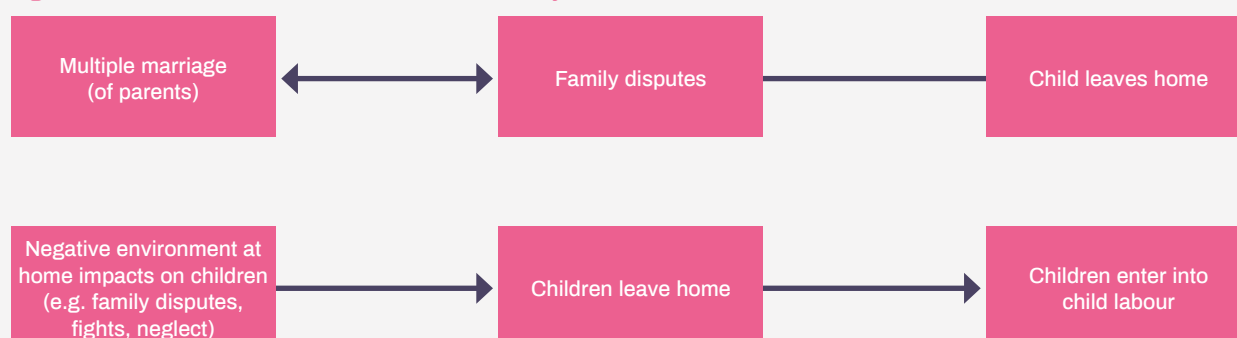 Multiple marriage
(of parents)
Family disputes
Child leaves home
Negative environment at
home impacts on children
(e.g. family disputes,
fights, neglect)
Children leave home
Children enter into
child labour